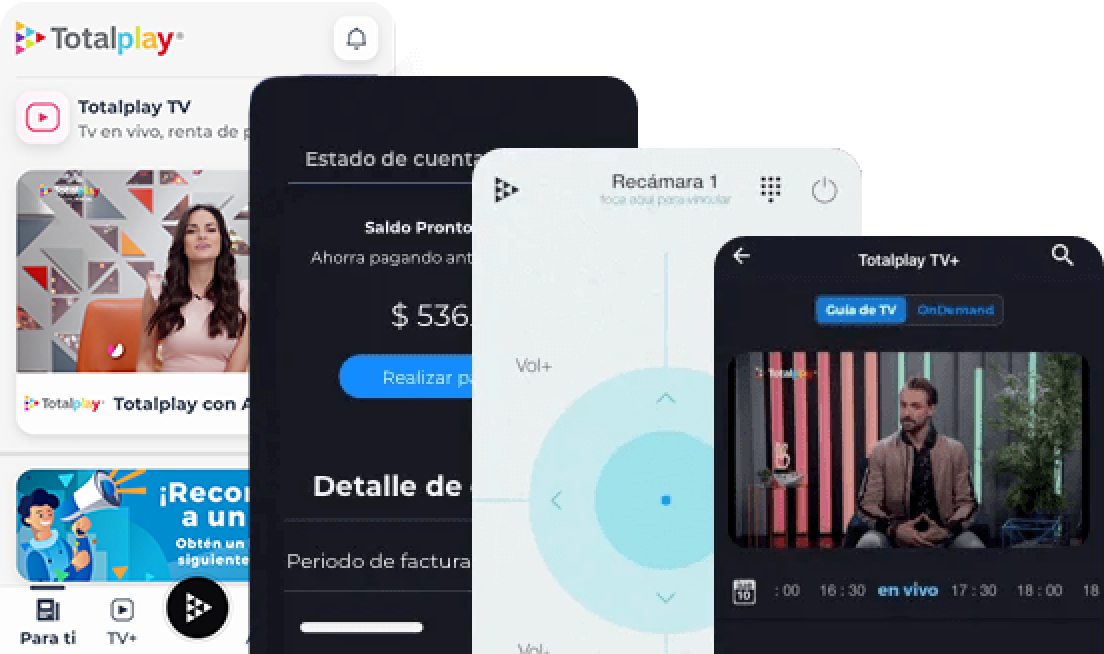 Totalplay
Totalplay TV
Tv en vivo, renta de p
Totalplay
Totalplay Totalplay con A
¡Recor
a un
Obtén un
siguiente
Para ti
TV+
Estado de cuenta
Saldo Pronto
Ahorra pagando ant
$ 536.
Realizar pa
Detalle de
Periodo de factura
Recámara 1
toca aquí para vincular
Vol+
Vol-
Totalplay TV+
Guía de TV OnDemand
Totalplay
10
:00 16:30 en vivo 17:30 18:00 18